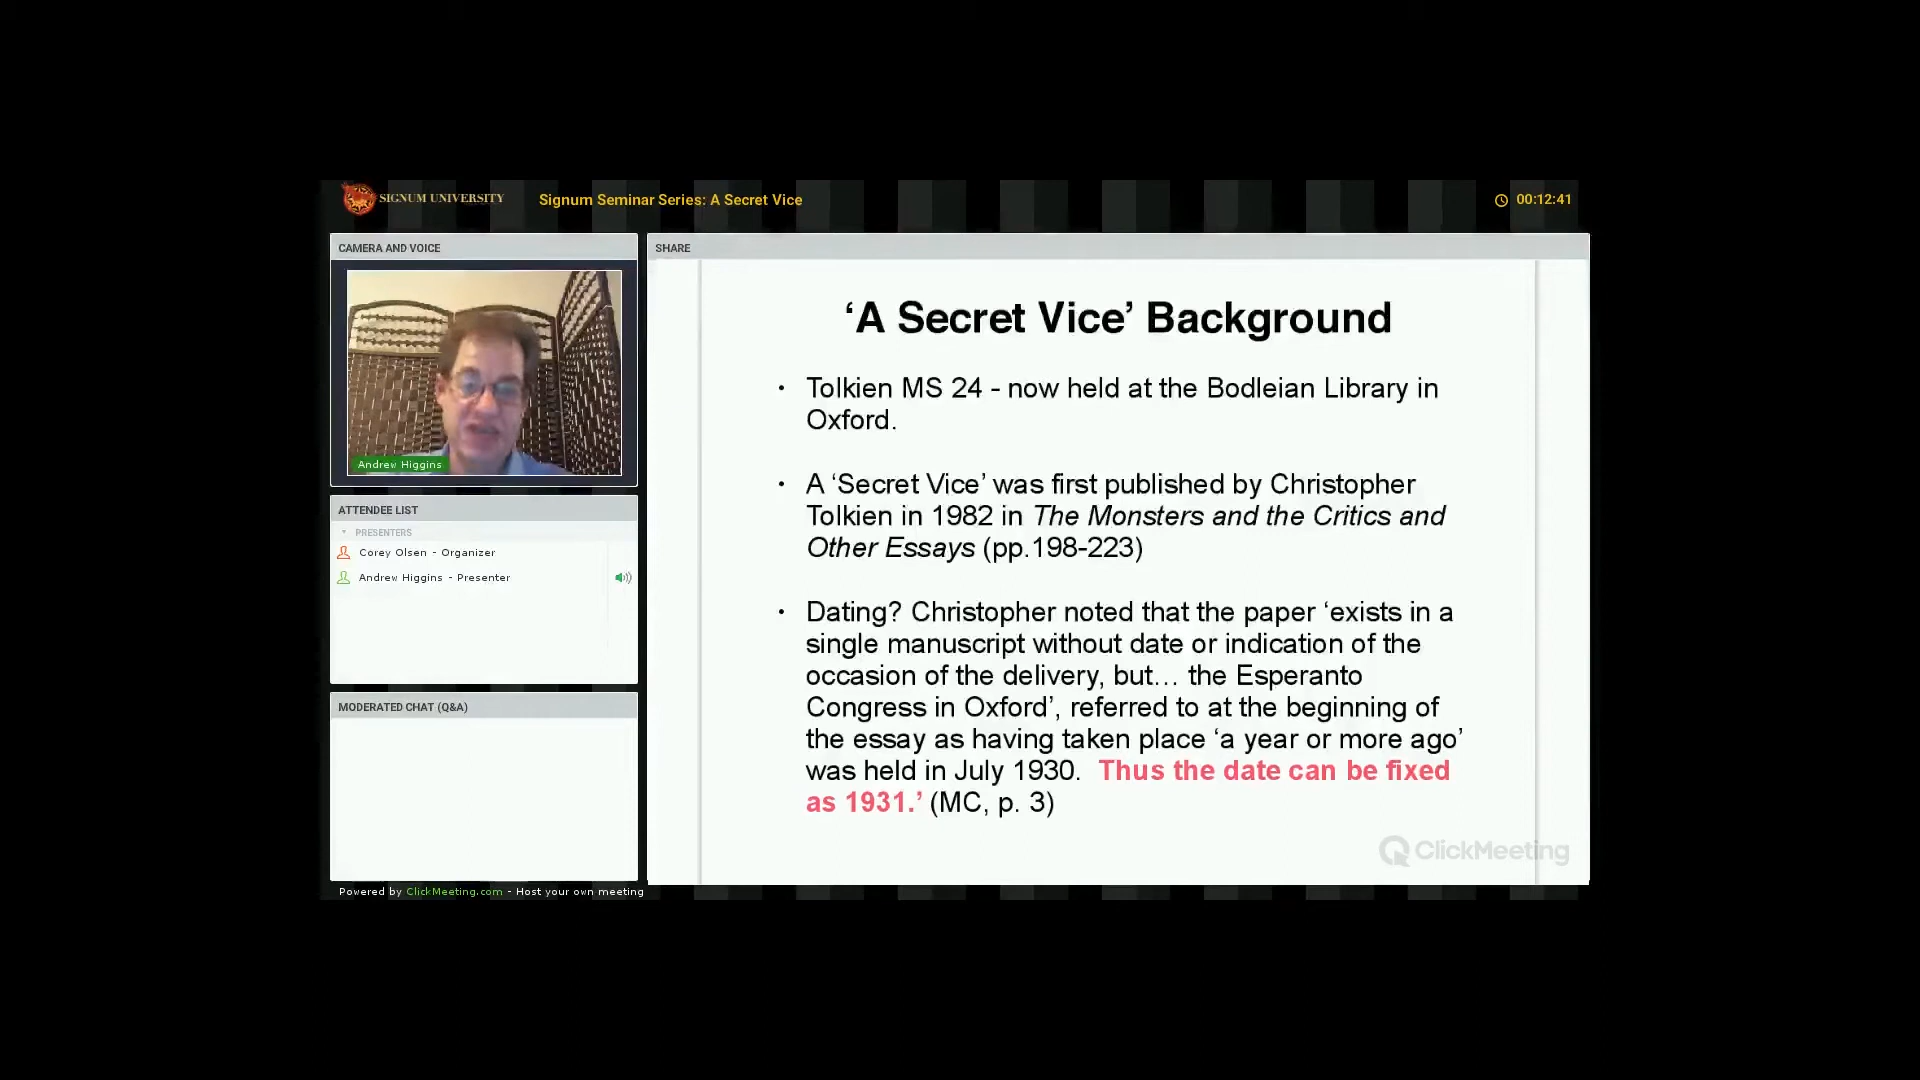 SIGNUM UNIVERSITY
Signum Seminar Series: A Secret Vice
00:12:41
CAMERA AND VOICE
Andrew Higgins
ATTENDEE LIST
PRESENTERS
Corey Olsen - Organizer
Andrew Higgins - Presenter
MODERATED CHAT (Q&A)
Powered by ClickMeeting.com - Host your own meeting
SHARE
‘A Secret Vice’ Background
• Tolkien MS 24 - now held at the Bodleian Library in
Oxford.
• A ‘Secret Vice’ was first published by Christopher
Tolkien in 1982 in The Monsters and the Critics and
Other Essays (pp.198-223)
• Dating? Christopher noted that the paper ‘exists in a
single manuscript without date or indication of the
occasion of the delivery, but… the Esperanto
Congress in Oxford’, referred to at the beginning of
the essay as having taken place ‘a year or more ago’
was held in July 1930. Thus the date can be fixed
as 1931.’ (MC, p. 3)
ClickMeeting